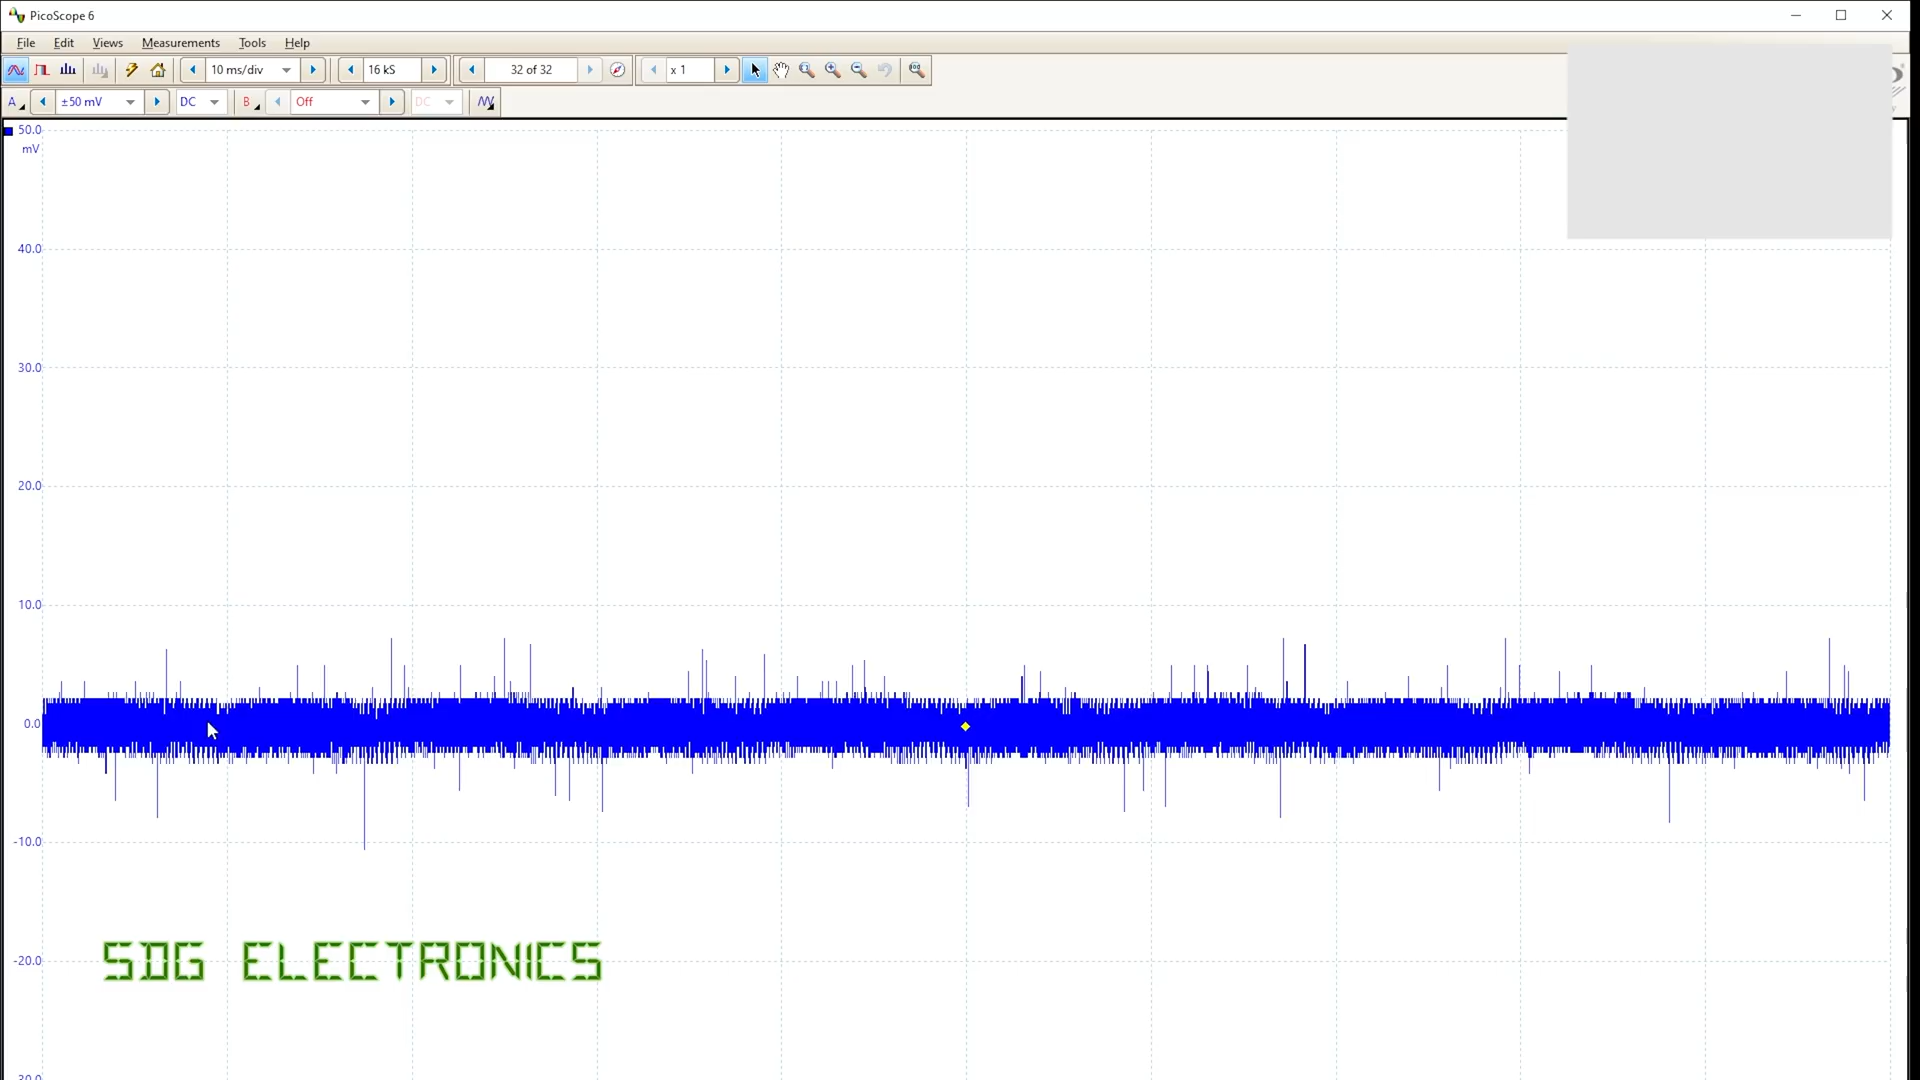 PicoScope 6
File Edit Views Measurements Tools Help
10 ms/div 16 kS 32 of 32 x 1
A ±50 mV DC B Off DC
50.0
mV
40.0
30.0
20.0
10.0
0.0
-10.0
-20.0
SDG ELECTRONICS